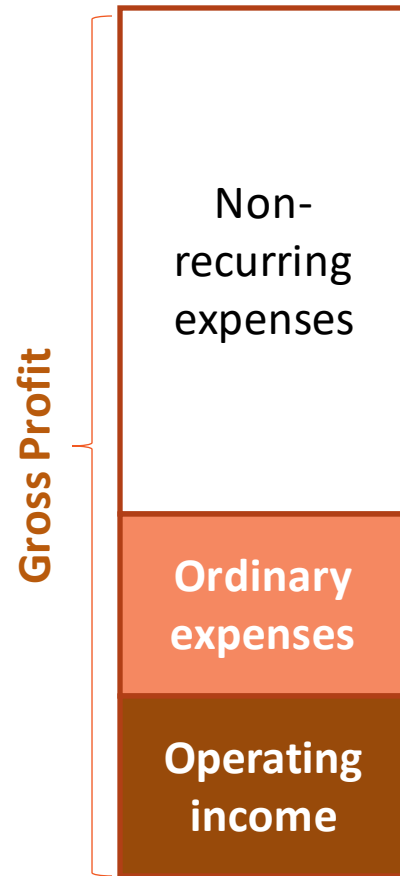 Gross Profit
Non-
recurring
expenses
Ordinary
expenses
Operating
income